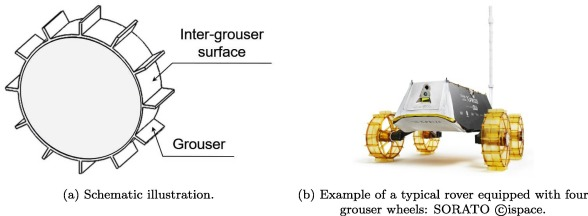 Inter-grouser
surface
Grouser
(a) Schematic illustration.
(b) Example of a typical rover equipped with four
grouser wheels: SORATO ©ispace.